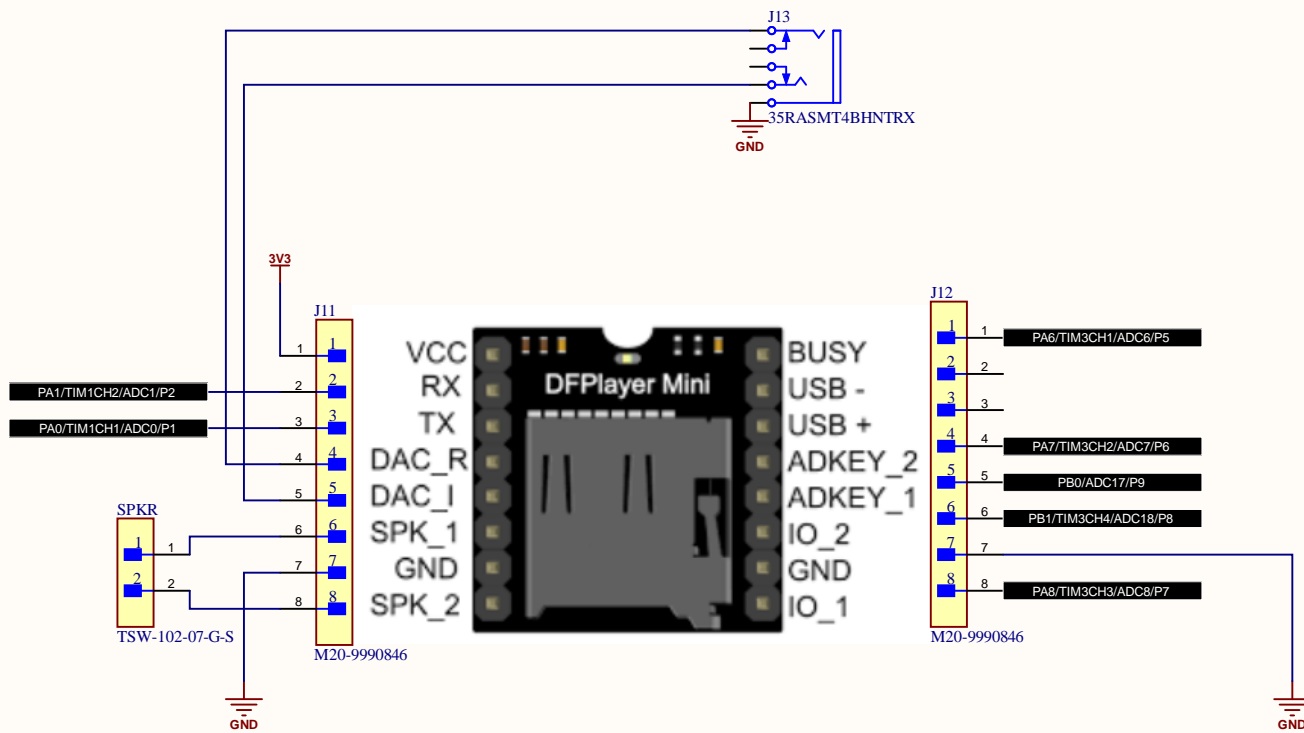 J13
35RASMT4BHNTRX
GND
3V3
J11
1 1
2 2
3 3
4 4
5 5
6 6
7 7
8 8
M20-9990846
PA1/TIM1CH2/ADC1/P2
PA0/TIM1CH1/ADC0/P1
SPKR
1 1
2 2
TSW-102-07-G-S
GND
VCC
RX
TX
DAC_R
DAC_I
SPK_1
GND
SPK_2
DFPlayer Mini
BUSY
USB -
USB +
ADKEY_2
ADKEY_1
IO_2
GND
IO_1
J12
1 1 PA6/TIM3CH1/ADC6/P5
2 2
3 3
4 4 PA7/TIM3CH2/ADC7/P6
5 5 PB0/ADC17/P9
6 6 PB1/TIM3CH4/ADC18/P8
7 7
8 8 PA8/TIM3CH3/ADC8/P7
M20-9990846
GND